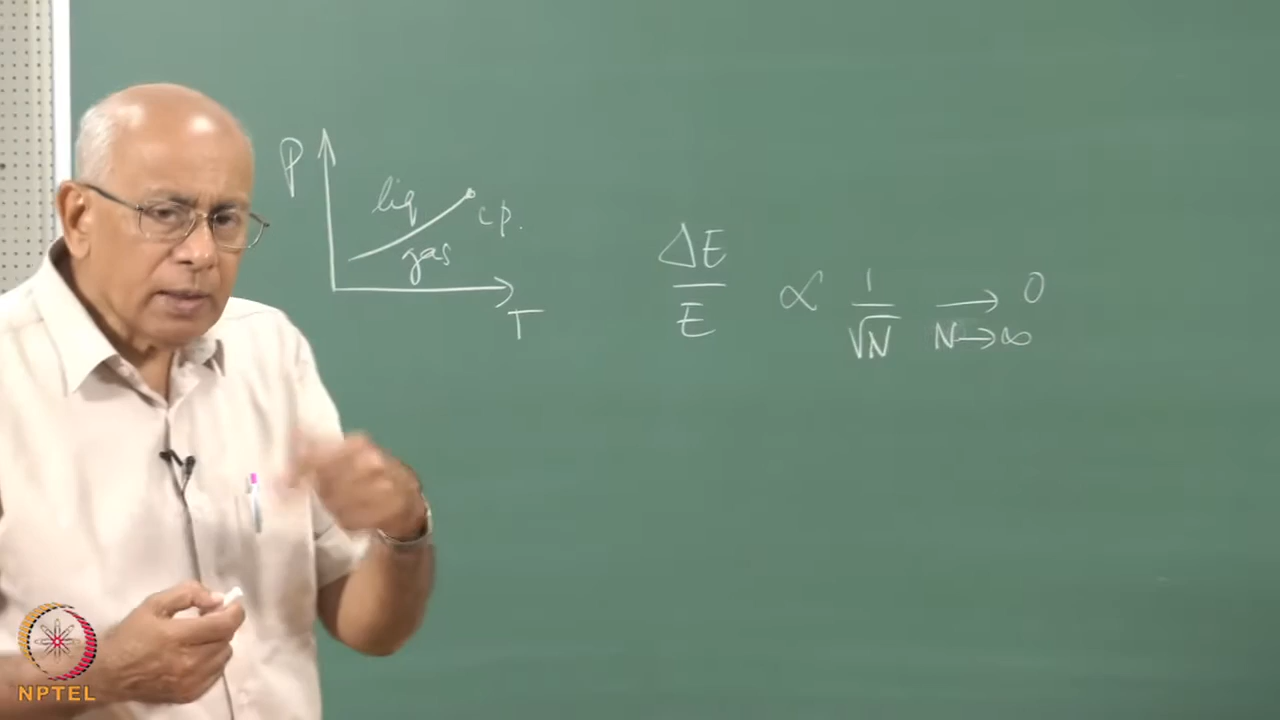 P
liq
c.p.
gas
T
ΔE
E
∝ 1 → 0
√N N→∞
NPTEL